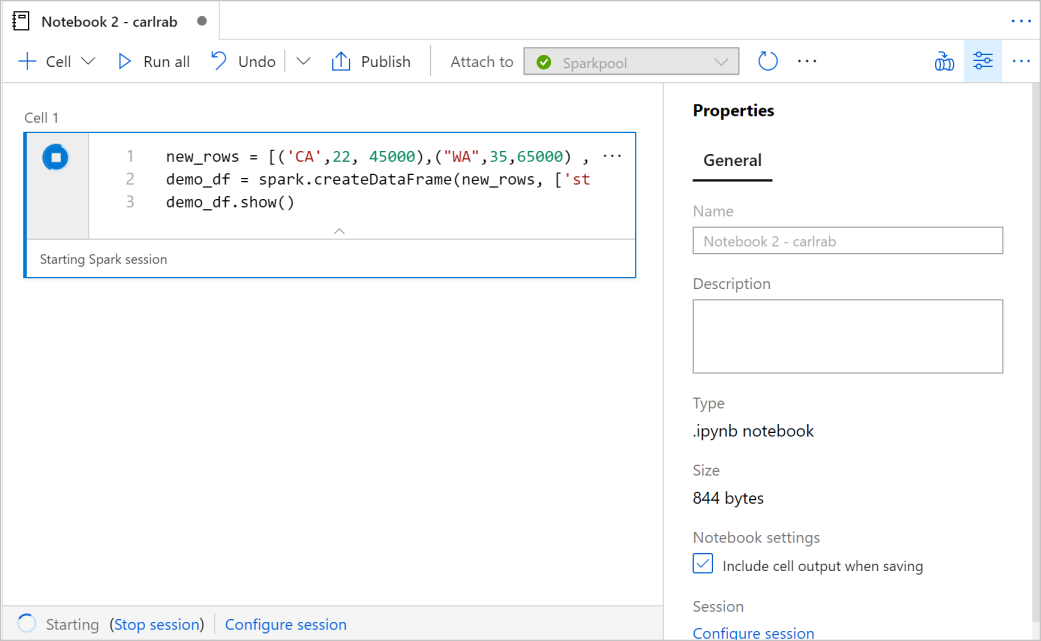 Notebook 2 - carlrab
Cell
Run all
Undo
Publish
Attach to
Sparkpool
Cell 1
1 new_rows = [('CA',22, 45000),("WA",35,65000) ,
2 demo_df = spark.createDataFrame(new_rows, ['st
3 demo_df.show()
Starting Spark session
Starting (Stop session) Configure session
Properties
General
Name
Notebook 2 - carlrab
Description
Type
.ipynb notebook
Size
844 bytes
Notebook settings
Include cell output when saving
Session
Configure session